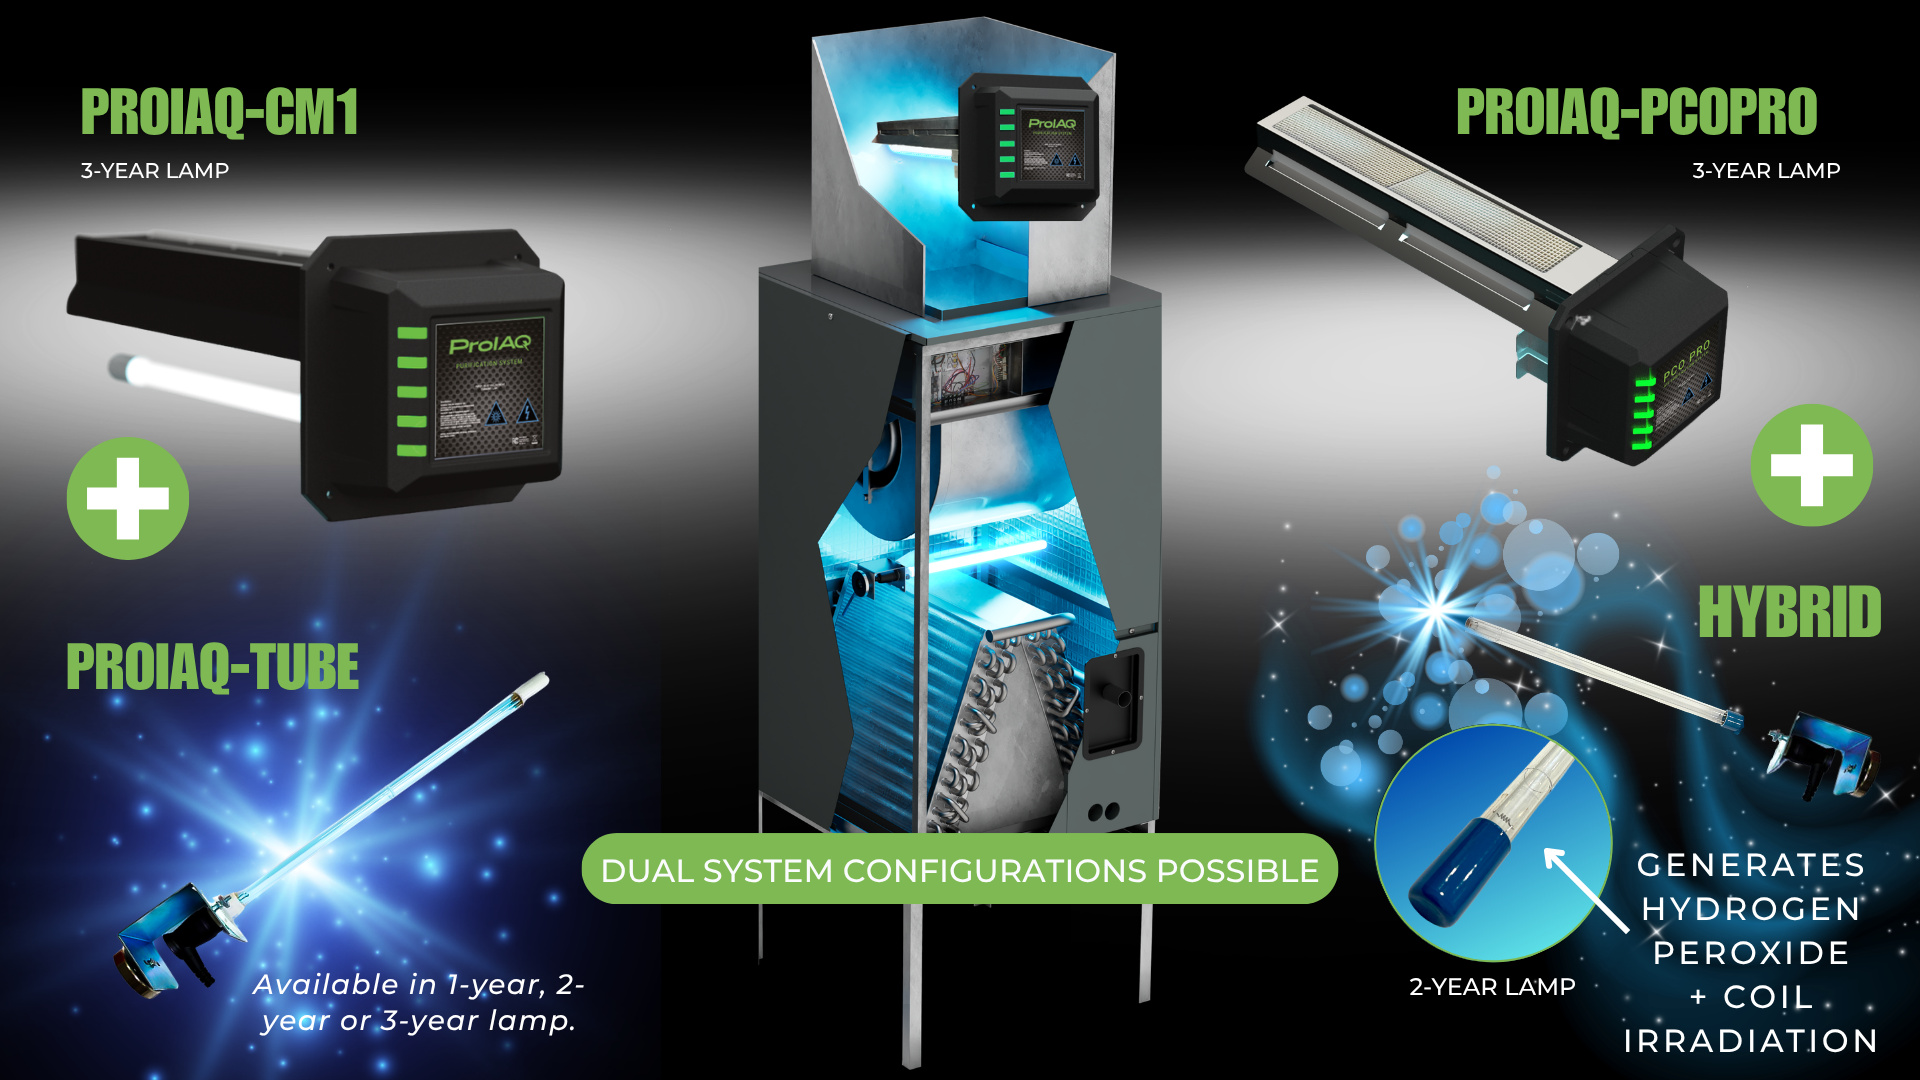 PROIAQ-CM1
3-YEAR LAMP
ProIAQ
PURIFICATION SYSTEM
PROIAQ-TUBE
Available in 1-year, 2-
year or 3-year lamp.
ProIAQ
DUAL SYSTEM CONFIGURATIONS POSSIBLE
PROIAQ-PCOPRO
3-YEAR LAMP
PCO PRO
HYBRID
2-YEAR LAMP
GENERATES
HYDROGEN
PEROXIDE
+ COIL
IRRADIATION